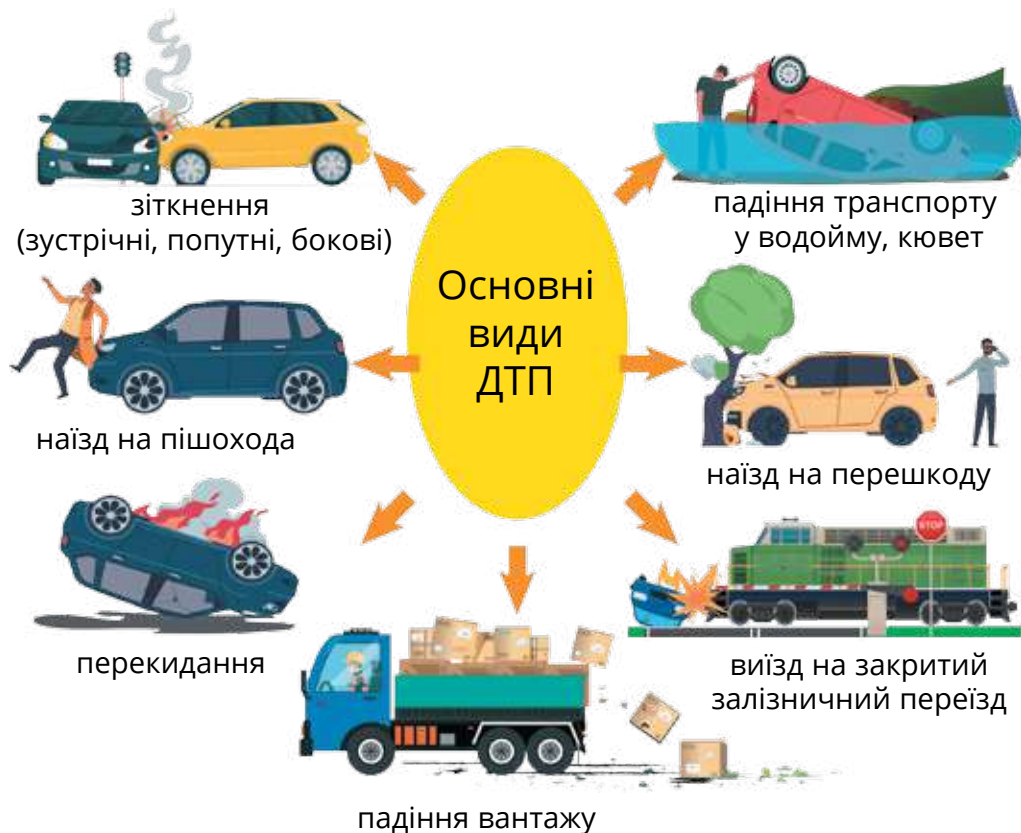 Основні
види
ДТП
зіткнення
(зустрічні, попутні, бокові)
падіння транспорту
у водойму, кювет
наїзд на пішохода
наїзд на перешкоду
STOP
перекидання
виїзд на закритий
залізничний переїзд
падіння вантажу